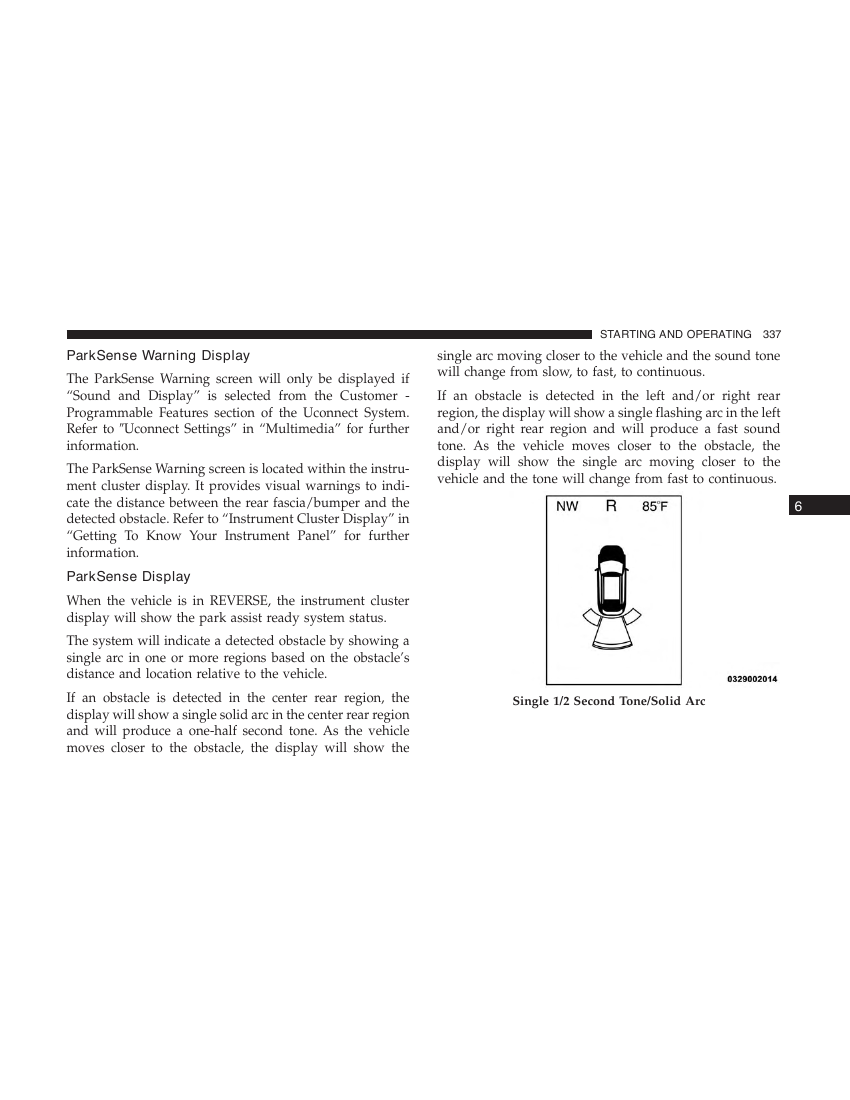 STARTING AND OPERATING 337
ParkSense Warning Display
The ParkSense Warning screen will only be displayed if
“Sound and Display” is selected from the Customer -
Programmable Features section of the Uconnect System.
Refer to "Uconnect Settings” in “Multimedia” for further
information.
The ParkSense Warning screen is located within the instru-
ment cluster display. It provides visual warnings to indi-
cate the distance between the rear fascia/bumper and the
detected obstacle. Refer to “Instrument Cluster Display” in
“Getting To Know Your Instrument Panel” for further
information.
ParkSense Display
When the vehicle is in REVERSE, the instrument cluster
display will show the park assist ready system status.
The system will indicate a detected obstacle by showing a
single arc in one or more regions based on the obstacle’s
distance and location relative to the vehicle.
If an obstacle is detected in the center rear region, the
display will show a single solid arc in the center rear region
and will produce a one-half second tone. As the vehicle
moves closer to the obstacle, the display will show the
single arc moving closer to the vehicle and the sound tone
will change from slow, to fast, to continuous.
If an obstacle is detected in the left and/or right rear
region, the display will show a single flashing arc in the left
and/or right rear region and will produce a fast sound
tone. As the vehicle moves closer to the obstacle, the
display will show the single arc moving closer to the
vehicle and the tone will change from fast to continuous.
NW R 85°F
0329002014
Single 1/2 Second Tone/Solid Arc
6